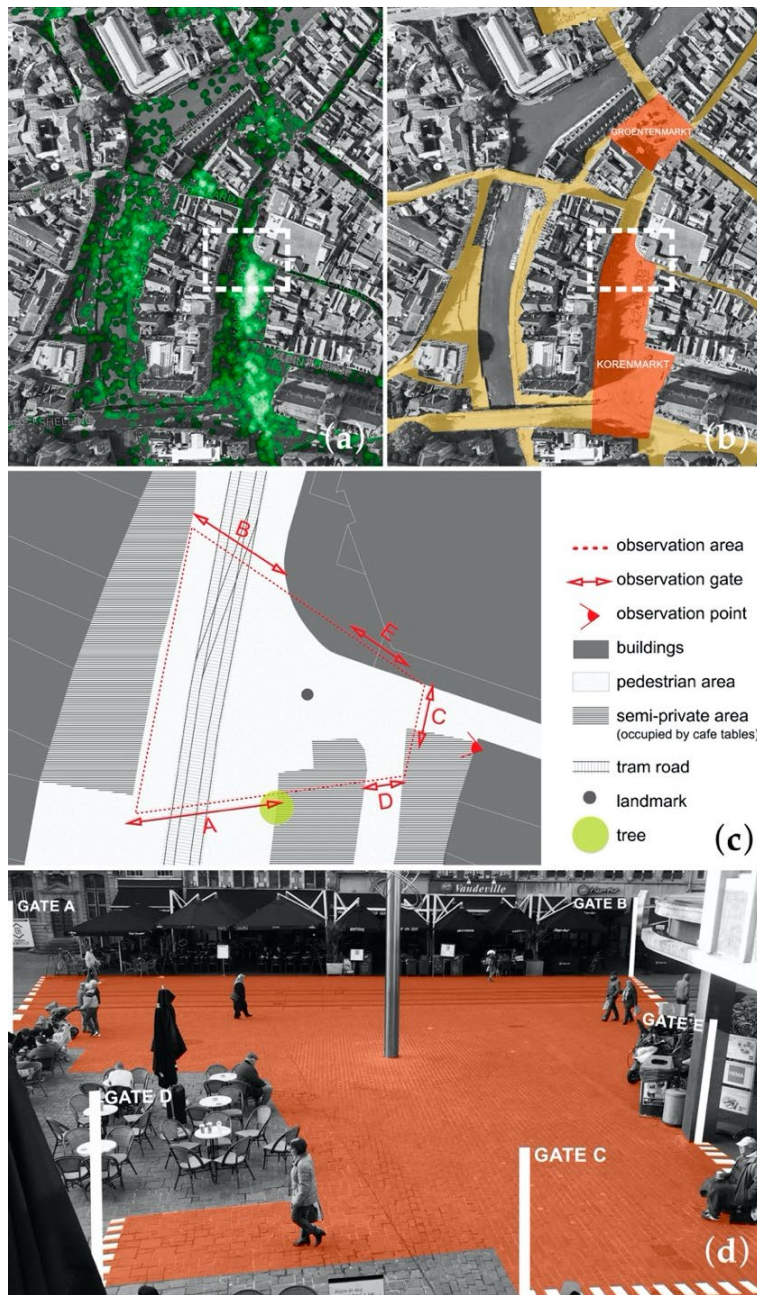 (a)
GROENTENMARKT
KORENMARKT
(b)
B
E
C
D
A
observation area
observation gate
observation point
buildings
pedestrian area
semi-private area
(occupied by cafe tables)
tram road
landmark
tree
(c)
GATE A
Vaudeville
GATE B
GATE E
GATE D
GATE C
(d)